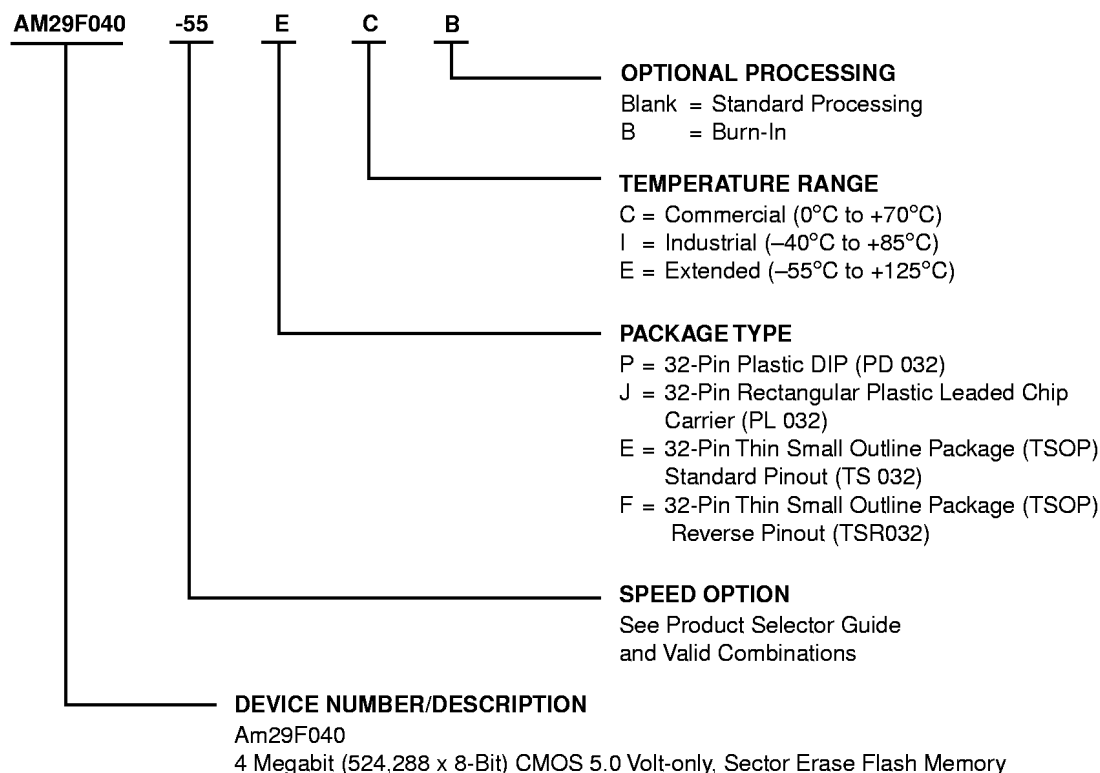 AM29F040 -55 E C B
OPTIONAL PROCESSING
Blank = Standard Processing
B = Burn-In
TEMPERATURE RANGE
C = Commercial (0°C to +70°C)
I = Industrial (–40°C to +85°C)
E = Extended (–55°C to +125°C)
PACKAGE TYPE
P = 32-Pin Plastic DIP (PD 032)
J = 32-Pin Rectangular Plastic Leaded Chip
Carrier (PL 032)
E = 32-Pin Thin Small Outline Package (TSOP)
Standard Pinout (TS 032)
F = 32-Pin Thin Small Outline Package (TSOP)
Reverse Pinout (TSR032)
SPEED OPTION
See Product Selector Guide
and Valid Combinations
DEVICE NUMBER/DESCRIPTION
Am29F040
4 Megabit (524,288 x 8-Bit) CMOS 5.0 Volt-only, Sector Erase Flash Memory